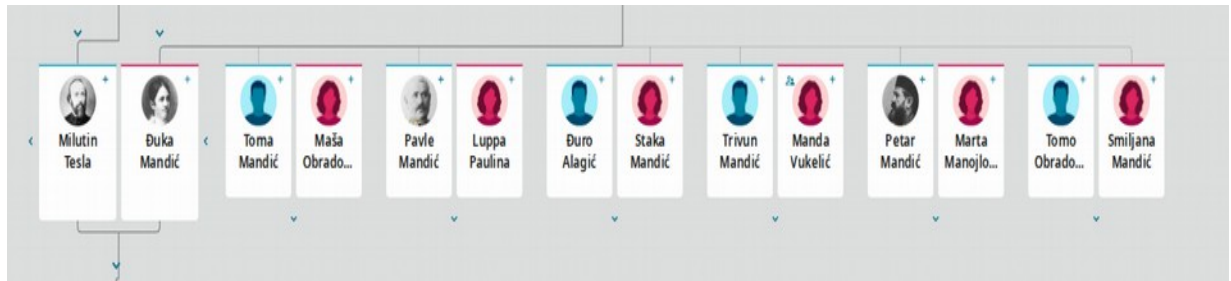 Milutin
Tesla
Đuka
Mandić
Toma
Mandić
Maša
Obrado...
Pavle
Mandić
Luppa
Paulina
Đuro
Alagić
Staka
Mandić
Trivun
Mandić
Manda
Vukelić
Petar
Mandić
Marta
Manojlo...
Tomo
Obrado...
Smiljana
Mandić